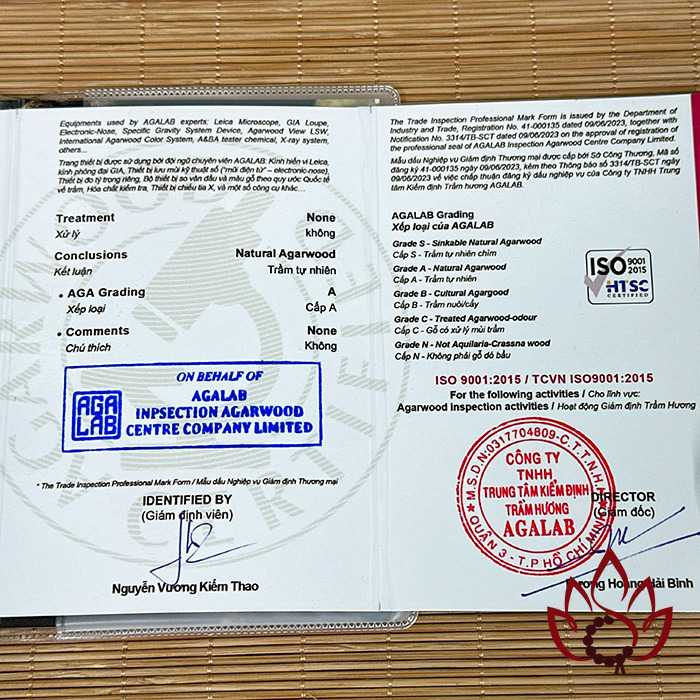 Equipments used by AGALAB experts: Leica Microscope, GIA Loupe,
Electronic-Nose, Specific Gravity System Device, Agarwood View LSW,
International Agarwood Color System, A&BA tester chemical, X-ray system,
others...
Trang thiết bị được sử dụng bởi đội ngũ chuyên viên AGALAB: Kính hiển vi Leica,
kính phóng đại GIA, Thiết bị lưu mùi kỹ thuật số ("mũi điện tử" – electronic-nose),
Thiết bị đo tỷ trọng riêng, Bộ thiết bị so vân dầu và màu gỗ theo quy ước Quốc tế
về trầm, Hóa chất kiểm tra, Thiết bị chiếu tia X, và một số công cụ khác...
Treatment None
Xử lý không
Conclusions Natural Agarwood
Kết luận Trầm tự nhiên
• AGA Grading A
Xếp loại Cấp A
• Comments None
Chú thích Không
AGA
LAB
ON BEHALF OF
AGALAB
INPSECTION AGARWOOD
CENTRE COMPANY LIMITED
* The Trade Inspection Professional Mark Form / Mẫu dấu Nghiệp vụ Giám định Thương mại
IDENTIFIED BY
(Giám định viên)
Nguyễn Vương Kiếm Thao
The Trade Inspection Professional Mark Form is issued by the Department of
Industry and Trade, Registration No. 41-000135 dated 09/06/2023, together with
Notification No. 3314/TB-SCT dated 09/06/2023 on the approval of registration of
the professional seal of AGALAB Inspection Agarwood Centre Company Limited.
Mẫu dấu Nghiệp vụ Giám định Thương mại được cấp bởi Sở Công Thương, Mã số
đăng ký 41-000135 ngày 09/06/2023, kèm theo Thông báo số 3314/TB-SCT ngày
09/06/2023 về việc chấp thuận đăng ký dấu nghiệp vụ của Công ty TNHH Trung
tâm Kiểm định Trầm hương AGALAB.
AGALAB Grading
Xếp loại của AGALAB
Grade S - Sinkable Natural Agarwood
Cấp S - Trầm tự nhiên chìm
Grade A - Natural Agarwood
Cấp A - Trầm tự nhiên
Grade B - Cultural Agargood
Cấp B - Trầm nuôi/cấy
Grade C - Treated Agarwood-odour
Cấp C - Gỗ có xử lý mùi trầm
Grade N - Not Aquilaria-Crassna wood
Cấp N - Không phải gỗ dó bầu
ISO 9001
2015
HTSC
CERTIFIED
ISO 9001:2015 / TCVN ISO9001:2015
For the following activities / Cho lĩnh vực:
Agarwood inspection activities / Hoạt động Giám định Trầm Hương
M.S.D.N:0317704809-C.T.T.N.H.H
CÔNG TY
TNHH
TRUNG TÂM KIỂM ĐỊNH
TRẦM HƯƠNG
AGALAB
QUẬN 3 - T.P HỒ CHÍ MINH
DIRECTOR
(Giám đốc)
Hoàng Hải Bình